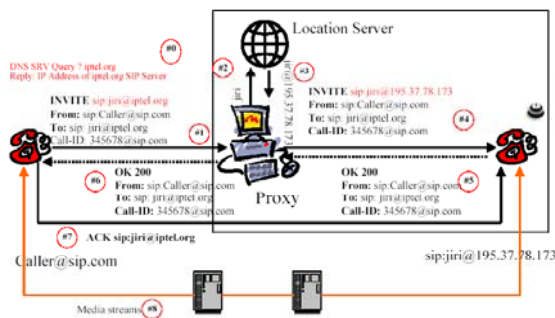 Location Server
#0
DNS SRV Query ? iptel.org
Reply: IP Address of iptel.org SIP Server
#2
#3
jiri
jiri@195.37.78.173
INVITE sip:jiri@iptel.org
From: sip:Caller@sip.com
To: sip: jiri@iptel.org
Call-ID: 345678@sip.com
#1
INVITE sip:jiri@195.37.78.173
From: sip:Caller@sip.com
To: sip: jiri@iptel.org
Call-ID: 345678@sip.com
#4
#6
OK 200
From: sip:Caller@sip.com
To: sip: jiri@iptel.org
Call-ID: 345678@sip.com
Proxy
OK 200
From: sip:Caller@sip.com
To: sip: jiri@iptel.org
Call-ID: 345678@sip.com
#5
#7
ACK sip:jiri@iptel.org
Caller@sip.com
sip:jiri@195.37.78.173
Media streams
#8